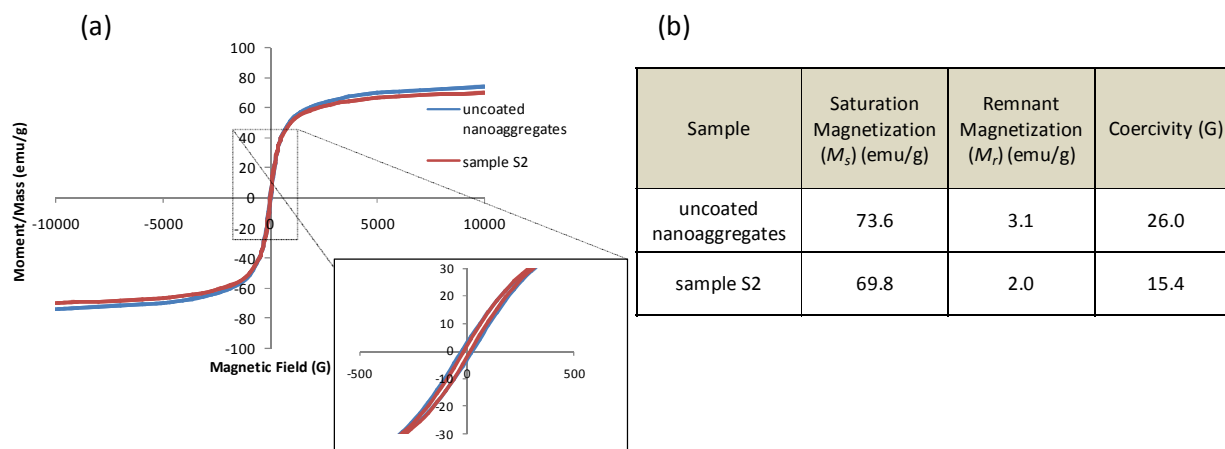 (a)
100
80
60
40
20
0
-20
-40
-60
-80
-100
-10000
-5000
0
5000
10000
Moment/Mass (emu/g)
Magnetic Field (G)
uncoated
nanoaggregates
sample S2
30
20
10
0
-10
-20
-30
-500
0
500
(b)
Sample
Saturation
Magnetization
(Ms) (emu/g)
Remnant
Magnetization
(Mr) (emu/g)
Coercivity (G)
uncoated
nanoaggregates
73.6
3.1
26.0
sample S2
69.8
2.0
15.4